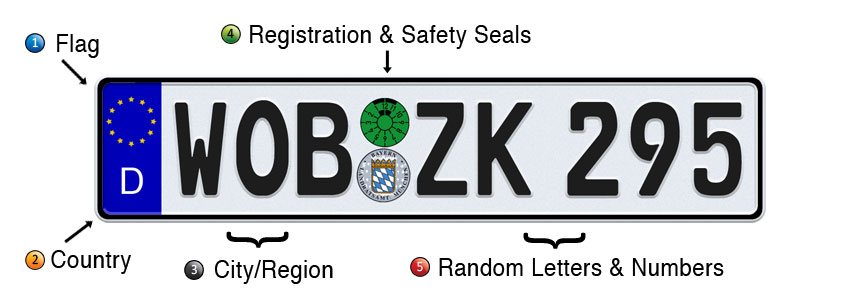 4 Registration & Safety Seals
1 Flag
WOB ZK 295
D
BAYERN
LANDRATSAMT MÜNCHEN
2 Country
3 City/Region
5 Random Letters & Numbers